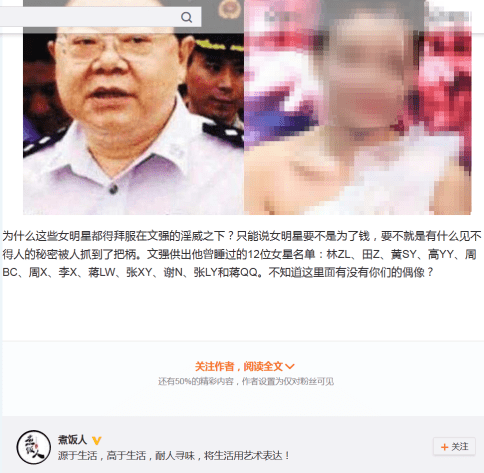 为什么这些女明星都得拜服在文强的淫威之下？只能说女明星要不是为了钱，要不就是有什么见不
得人的秘密被人抓到了把柄。文强供出他曾睡过的12位女星名单：林ZL、田Z、黄SY、高YY、周
BC、周X、李X、蒋LW、张XY、谢N、张LY和蒋QQ。不知道这里面有没有你们的偶像？
关注作者，阅读全文
还有50%的精彩内容，作者设置为仅对粉丝可见
煮饭人
源于生活，高于生活，耐人寻味，将生活用艺术表达！
+关注